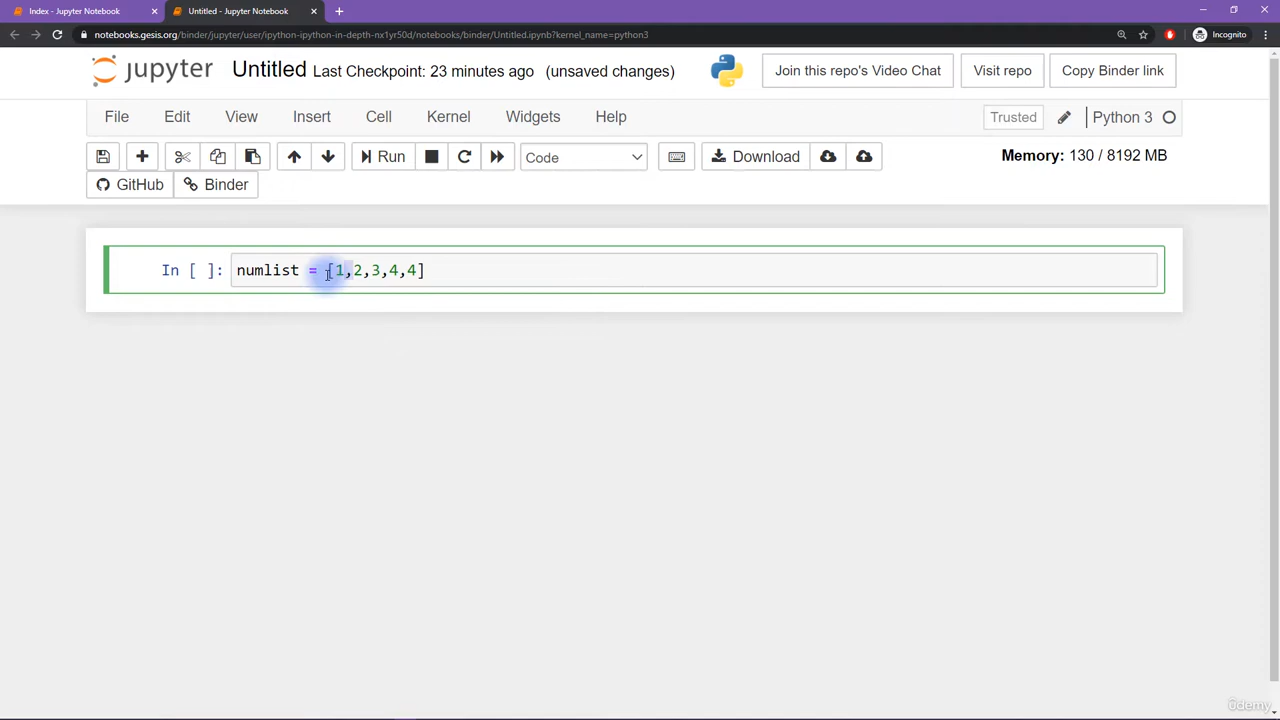 Index - Jupyter Notebook
Untitled - Jupyter Notebook
notebooks.gesis.org/binder/jupyter/user/ipython-ipython-in-depth-nx1yr50d/notebooks/binder/Untitled.ipynb?kernel_name=python3
Incognito
jupyter Untitled Last Checkpoint: 23 minutes ago (unsaved changes)
Join this repo's Video Chat
Visit repo
Copy Binder link
File Edit View Insert Cell Kernel Widgets Help
Trusted
Python 3
Run
Code
Download
Memory: 130 / 8192 MB
GitHub
Binder
In [ ]: numlist = [1,2,3,4,4]
ûdemy